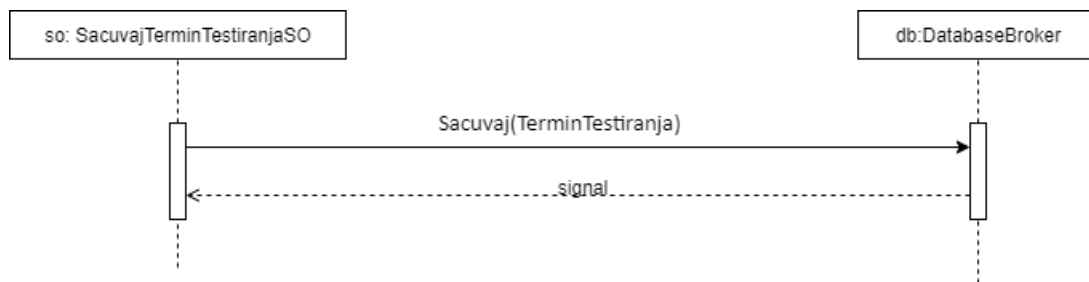 so: SacuvajTerminTestiranjaSO
db:DatabaseBroker
Sacuvaj(TerminTestiranja)
signal